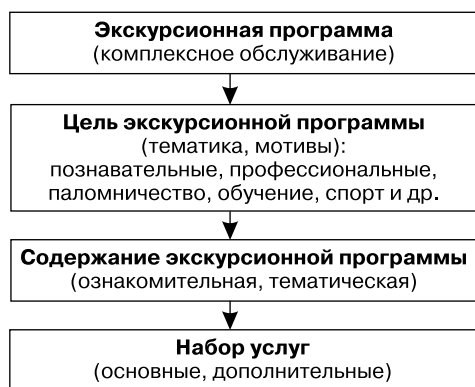 Экскурсионная программа
(комплексное обслуживание)
Цель экскурсионной программы
(тематика, мотивы):
познавательные, профессиональные,
паломничество, обучение, спорт и др.
Содержание экскурсионной программы
(ознакомительная, тематическая)
Набор услуг
(основные, дополнительные)